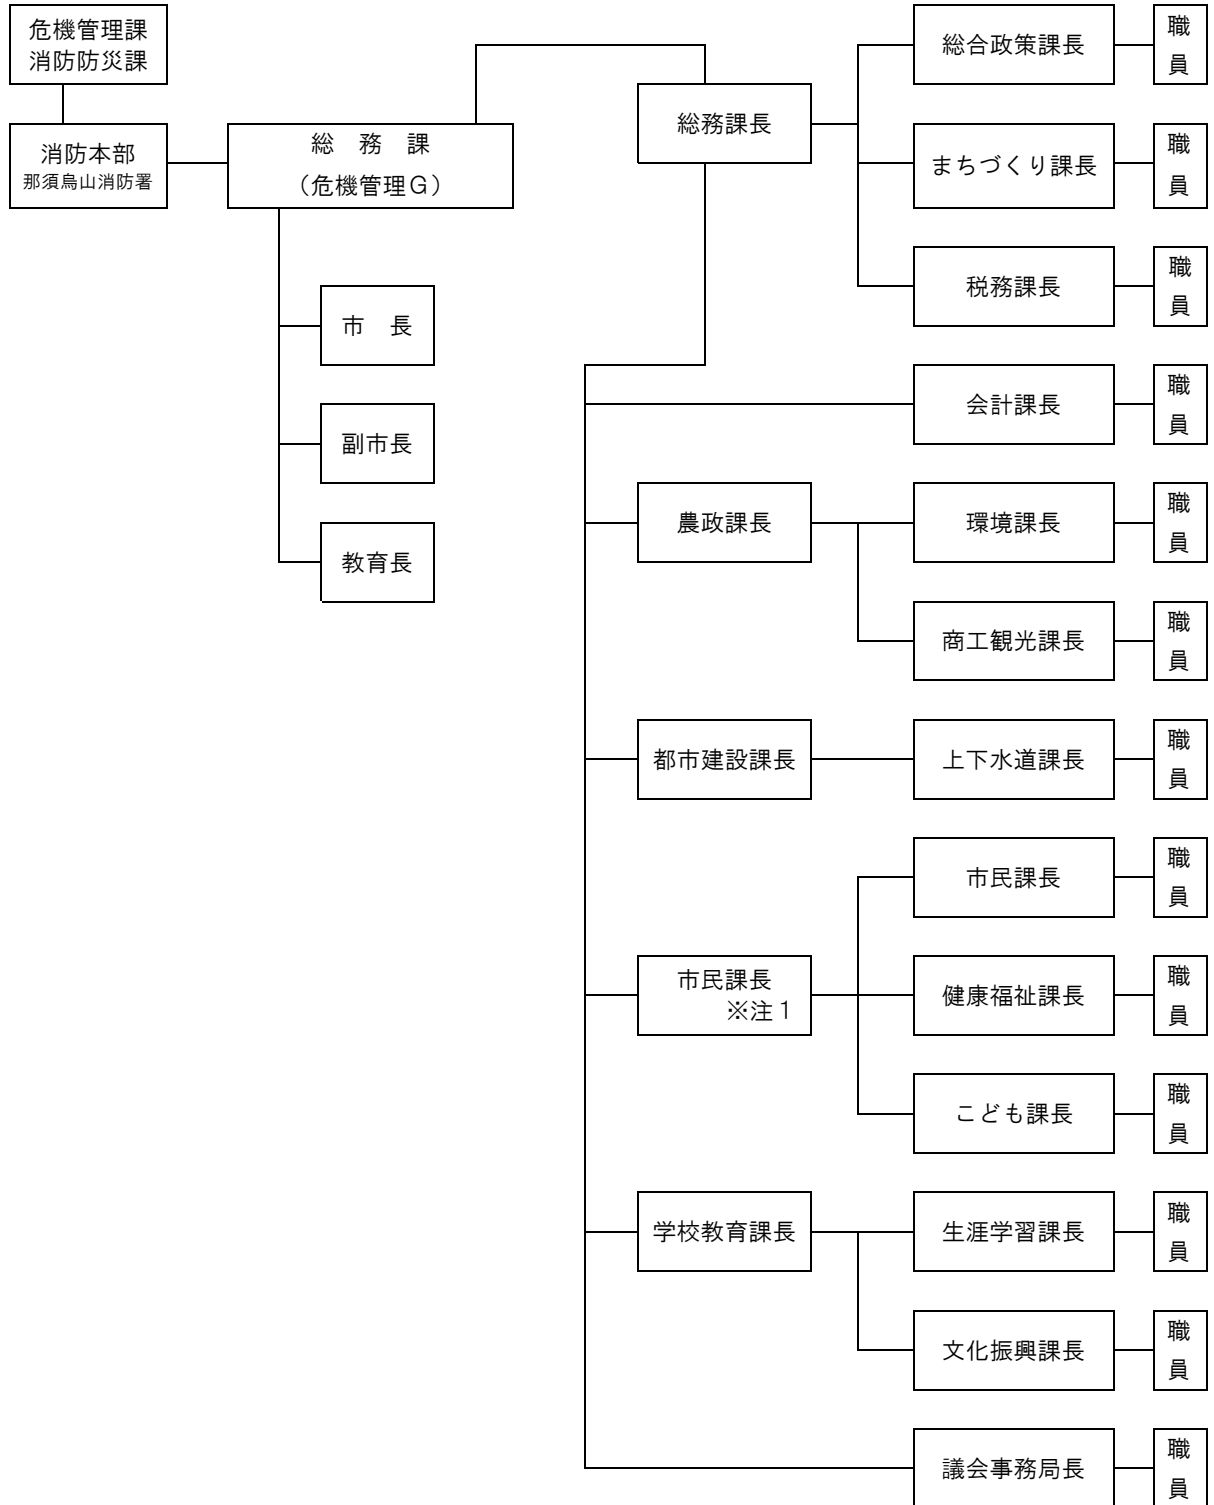 危機管理課
消防防災課
消防本部
那須烏山消防署
総　務　課
（危機管理Ｇ）
市　長
副市長
教育長
総務課長
総合政策課長
職
員
まちづくり課長
職
員
税務課長
職
員
会計課長
職
員
農政課長
環境課長
職
員
商工観光課長
職
員
都市建設課長
上下水道課長
職
員
市民課長
※注１
市民課長
職
員
健康福祉課長
職
員
こども課長
職
員
学校教育課長
生涯学習課長
職
員
文化振興課長
職
員
議会事務局長
職
員